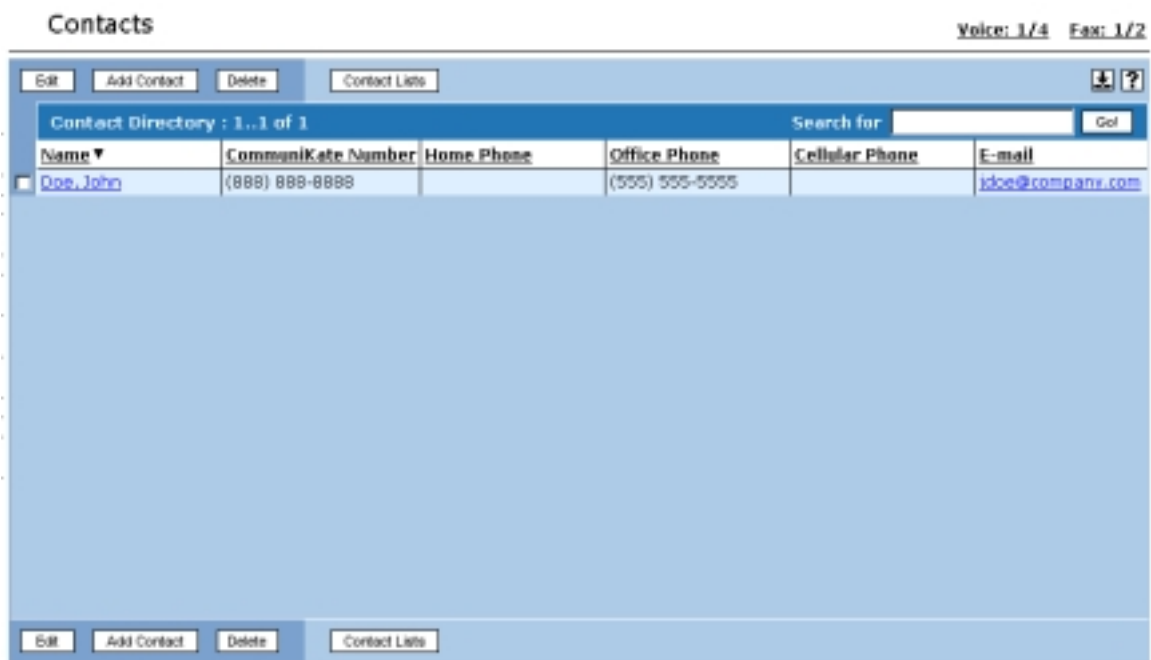 Contacts
Voice: 1/4 Fax: 1/2
Edit Add Contact Delete Contact Lists ?
Contact Directory : 1..1 of 1 Search for Go!
Name▼ CommuniKate Number Home Phone Office Phone Cellular Phone E-mail
Doe, John (888) 888-8888 (555) 555-5555 jdoe@company.com
Edit Add Contact Delete Contact Lists